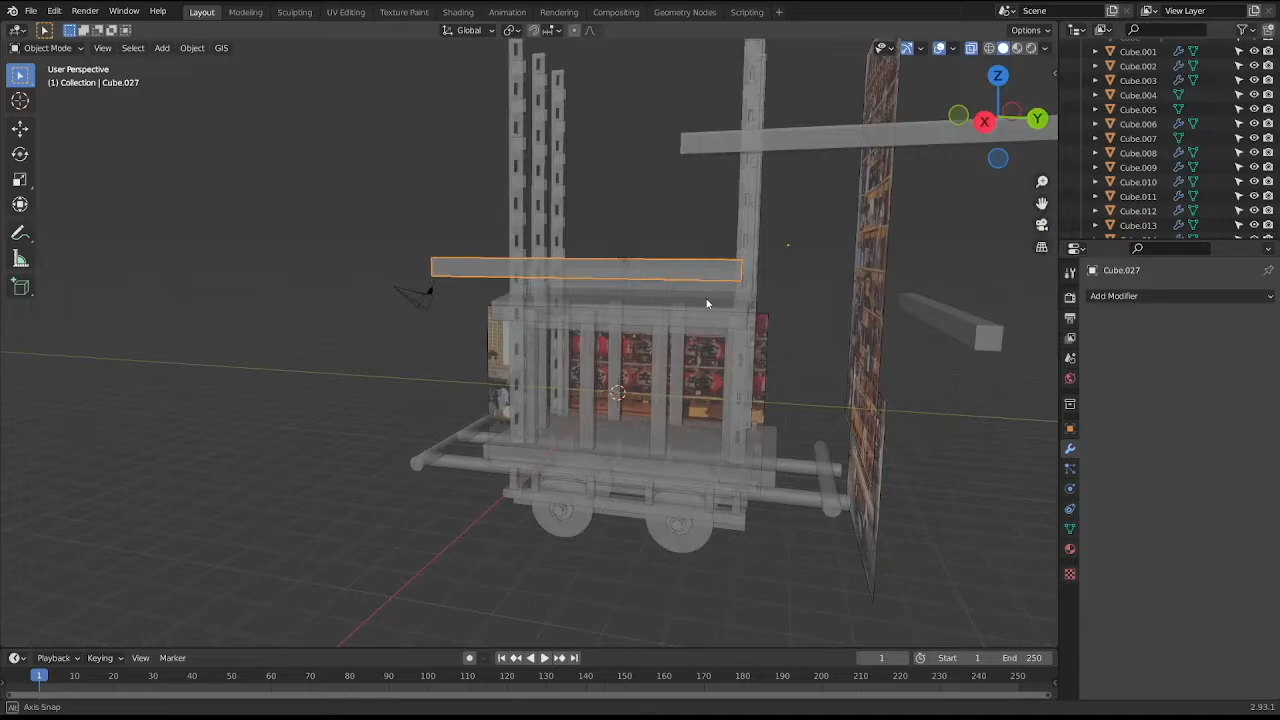 File Edit Render Window Help
Layout Modeling Sculpting UV Editing Texture Paint Shading Animation Rendering Compositing Geometry Nodes Scripting +
Scene
View Layer
Global
Options
Object Mode View Select Add Object GIS
User Perspective
(1) Collection | Cube.027
Z
X
Y
Cube.001
Cube.002
Cube.003
Cube.004
Cube.005
Cube.006
Cube.007
Cube.008
Cube.009
Cube.010
Cube.011
Cube.012
Cube.013
Cube.027
Add Modifier
Playback Keying View Marker
1
Start 1
End 250
1 10 20 30 40 50 60 70 80 90 100 110 120 130 140 150 160 170 180 190 200 210 220 230 240 250
Alt Axis Snap
2.93.1